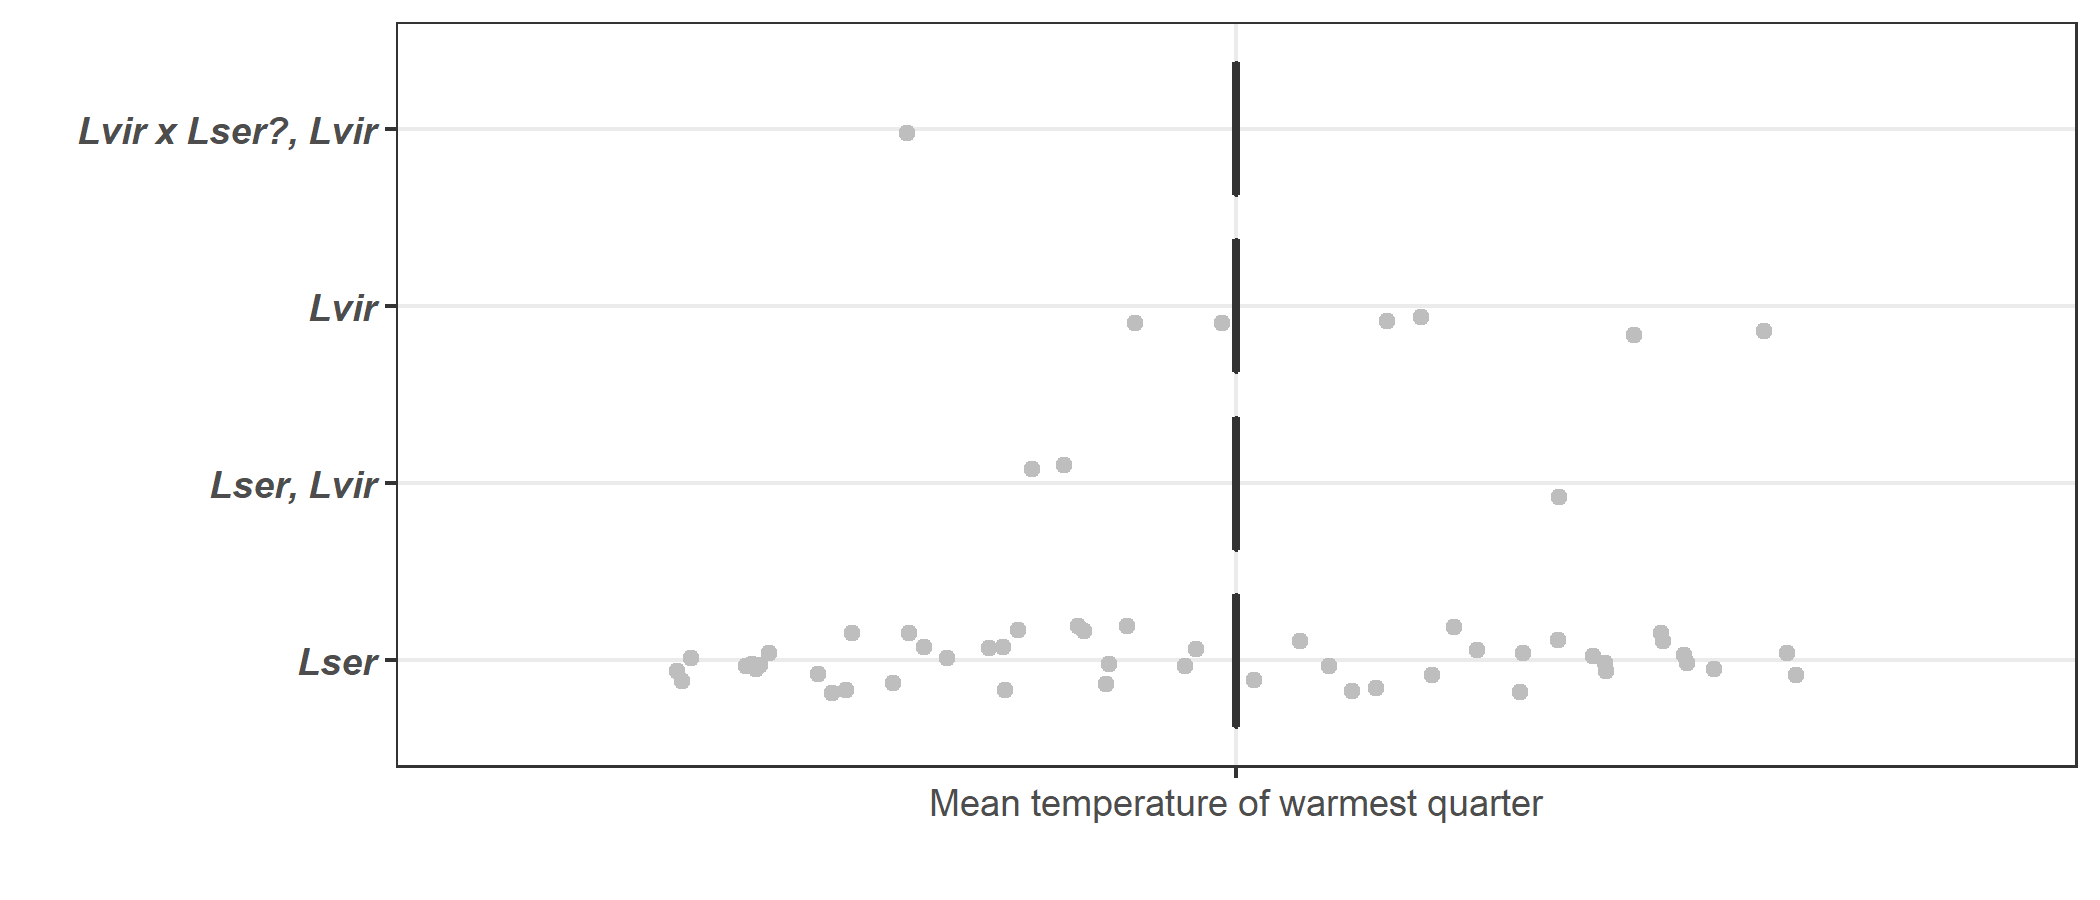 Lvir x Lser?, Lvir
Lvir
Lser, Lvir
Lser
Mean temperature of warmest quarter